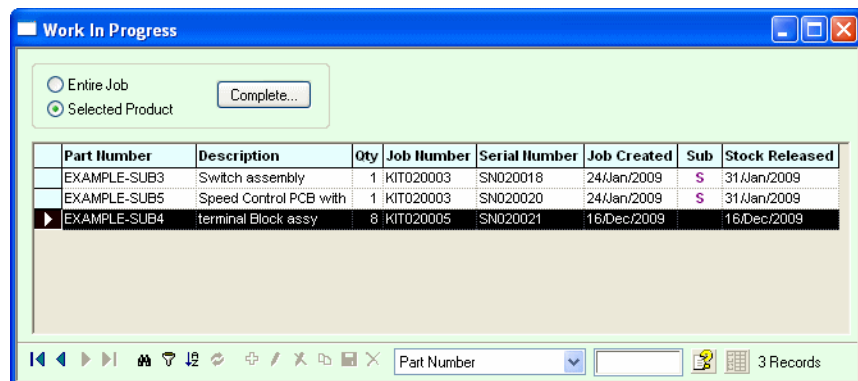 Work In Progress
Entire Job
Selected Product
Complete...
Part Number Description Qty Job Number Serial Number Job Created Sub Stock Released
EXAMPLE-SUB3 Switch assembly 1 KIT020003 SN020018 24/Jan/2009 S 31/Jan/2009
EXAMPLE-SUB5 Speed Control PCB with 1 KIT020003 SN020020 24/Jan/2009 S 31/Jan/2009
EXAMPLE-SUB4 terminal Block assy 8 KIT020005 SN020021 16/Dec/2009 16/Dec/2009
Part Number 3 Records